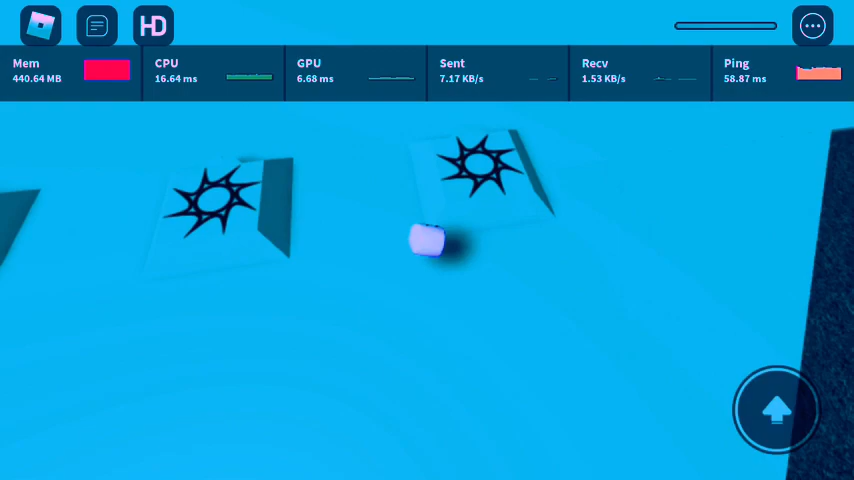 HD
Mem
440.64 MB
CPU
16.64 ms
GPU
6.68 ms
Sent
7.17 KB/s
Recv
1.53 KB/s
Ping
58.87 ms